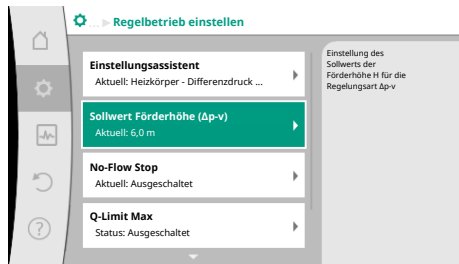 ... ▶ Regelbetrieb einstellen
Einstellungsassistent
Aktuell: Heizkörper - Differenzdruck ...
Sollwert Förderhöhe (Δp-v)
Aktuell: 6,0 m
No-Flow Stop
Aktuell: Ausgeschaltet
Q-Limit Max
Status: Ausgeschaltet
Einstellung des
Sollwerts der
Förderhöhe H für die
Regelungsart Δp-v
?